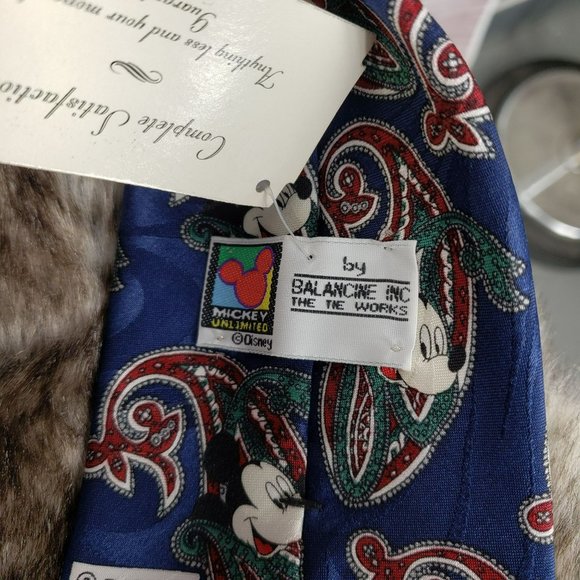 Complete Satisfaction
Anything less and your money
MICKEY
UNLIMITED
©Disney
by
BALANCINE INC
THE TIE WORKS
©